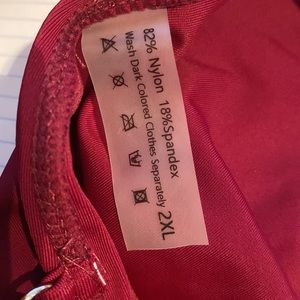 82% Nylon 18%Spandex
Wash Dark Colored Clothes Separately
2XL